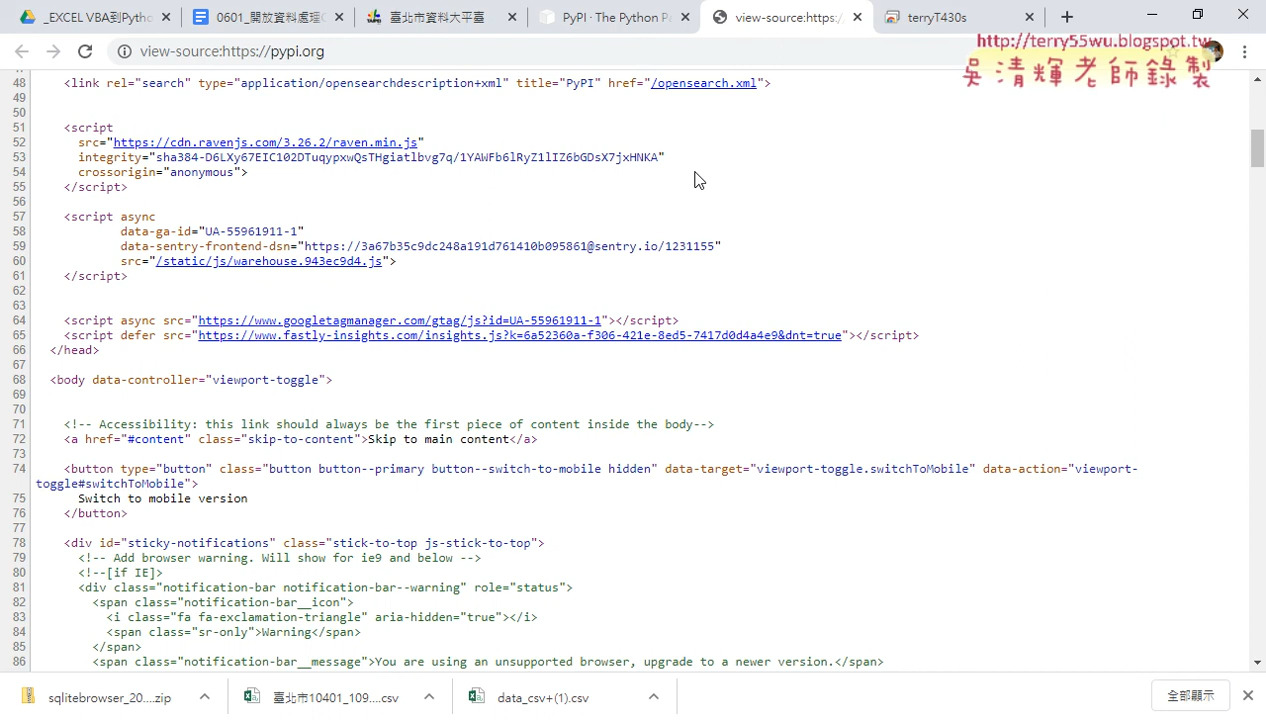 _EXCEL VBA到Pytho
0601_開放資料處理(
臺北市資料大平臺
PyPI · The Python Pa
view-source:https:/
terryT430s
view-source:https://pypi.org
http://terry55wu.blogspot.tw
吳清輝老師錄製
48 <link rel="search" type="application/opensearchdescription+xml" title="PyPI" href="/opensearch.xml">
49
50
51 <script
52 src="https://cdn.ravenjs.com/3.26.2/raven.min.js"
53 integrity="sha384-D6LXy67EIC102DTuqypxwQsTHgiatlbvg7q/1YAWFb6lRyZ1lIZ6bGDsX7jxHNKA"
54 crossorigin="anonymous">
55 </script>
56
57 <script async
58 data-ga-id="UA-55961911-1"
59 data-sentry-frontend-dsn="https://3a67b35c9dc248a191d761410b095861@sentry.io/1231155"
60 src="/static/js/warehouse.943ec9d4.js">
61 </script>
62
63
64 <script async src="https://www.googletagmanager.com/gtag/js?id=UA-55961911-1"></script>
65 <script defer src="https://www.fastly-insights.com/insights.js?k=6a52360a-f306-421e-8ed5-7417d0d4a4e9&dnt=true"></script>
66 </head>
67
68 <body data-controller="viewport-toggle">
69
70
71 <!-- Accessibility: this link should always be the first piece of content inside the body-->
72 <a href="#content" class="skip-to-content">Skip to main content</a>
73
74 <button type="button" class="button button--primary button--switch-to-mobile hidden" data-target="viewport-toggle.switchToMobile" data-action="viewport-
toggle#switchToMobile">
75 Switch to mobile version
76 </button>
77
78 <div id="sticky-notifications" class="stick-to-top js-stick-to-top">
79 <!-- Add browser warning. Will show for ie9 and below -->
80 <!--[if IE]>
81 <div class="notification-bar notification-bar--warning" role="status">
82 <span class="notification-bar__icon">
83 <i class="fa fa-exclamation-triangle" aria-hidden="true"></i>
84 <span class="sr-only">Warning</span>
85 </span>
86 <span class="notification-bar__message">You are using an unsupported browser, upgrade to a newer version.</span>
sqlitebrowser_20....zip
臺北市10401_109....csv
data_csv+(1).csv
全部顯示